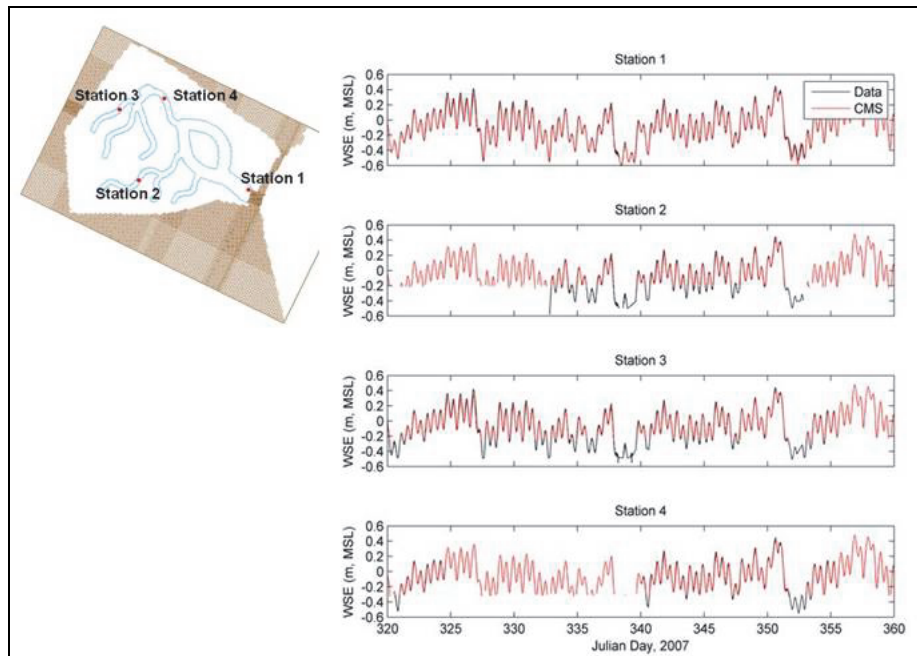 Station 3
Station 4
Station 1
Station 2
Station 1
WSE (m, MSL)
0.6
0.4
0.2
0
-0.2
-0.4
-0.6
Data
CMS
Station 2
WSE (m, MSL)
0.6
0.4
0.2
0
-0.2
-0.4
-0.6
Station 3
WSE (m, MSL)
0.6
0.4
0.2
0
-0.2
-0.4
-0.6
Station 4
WSE (m, MSL)
0.6
0.4
0.2
0
-0.2
-0.4
-0.6
320 325 330 335 340 345 350 355 360
Julian Day, 2007